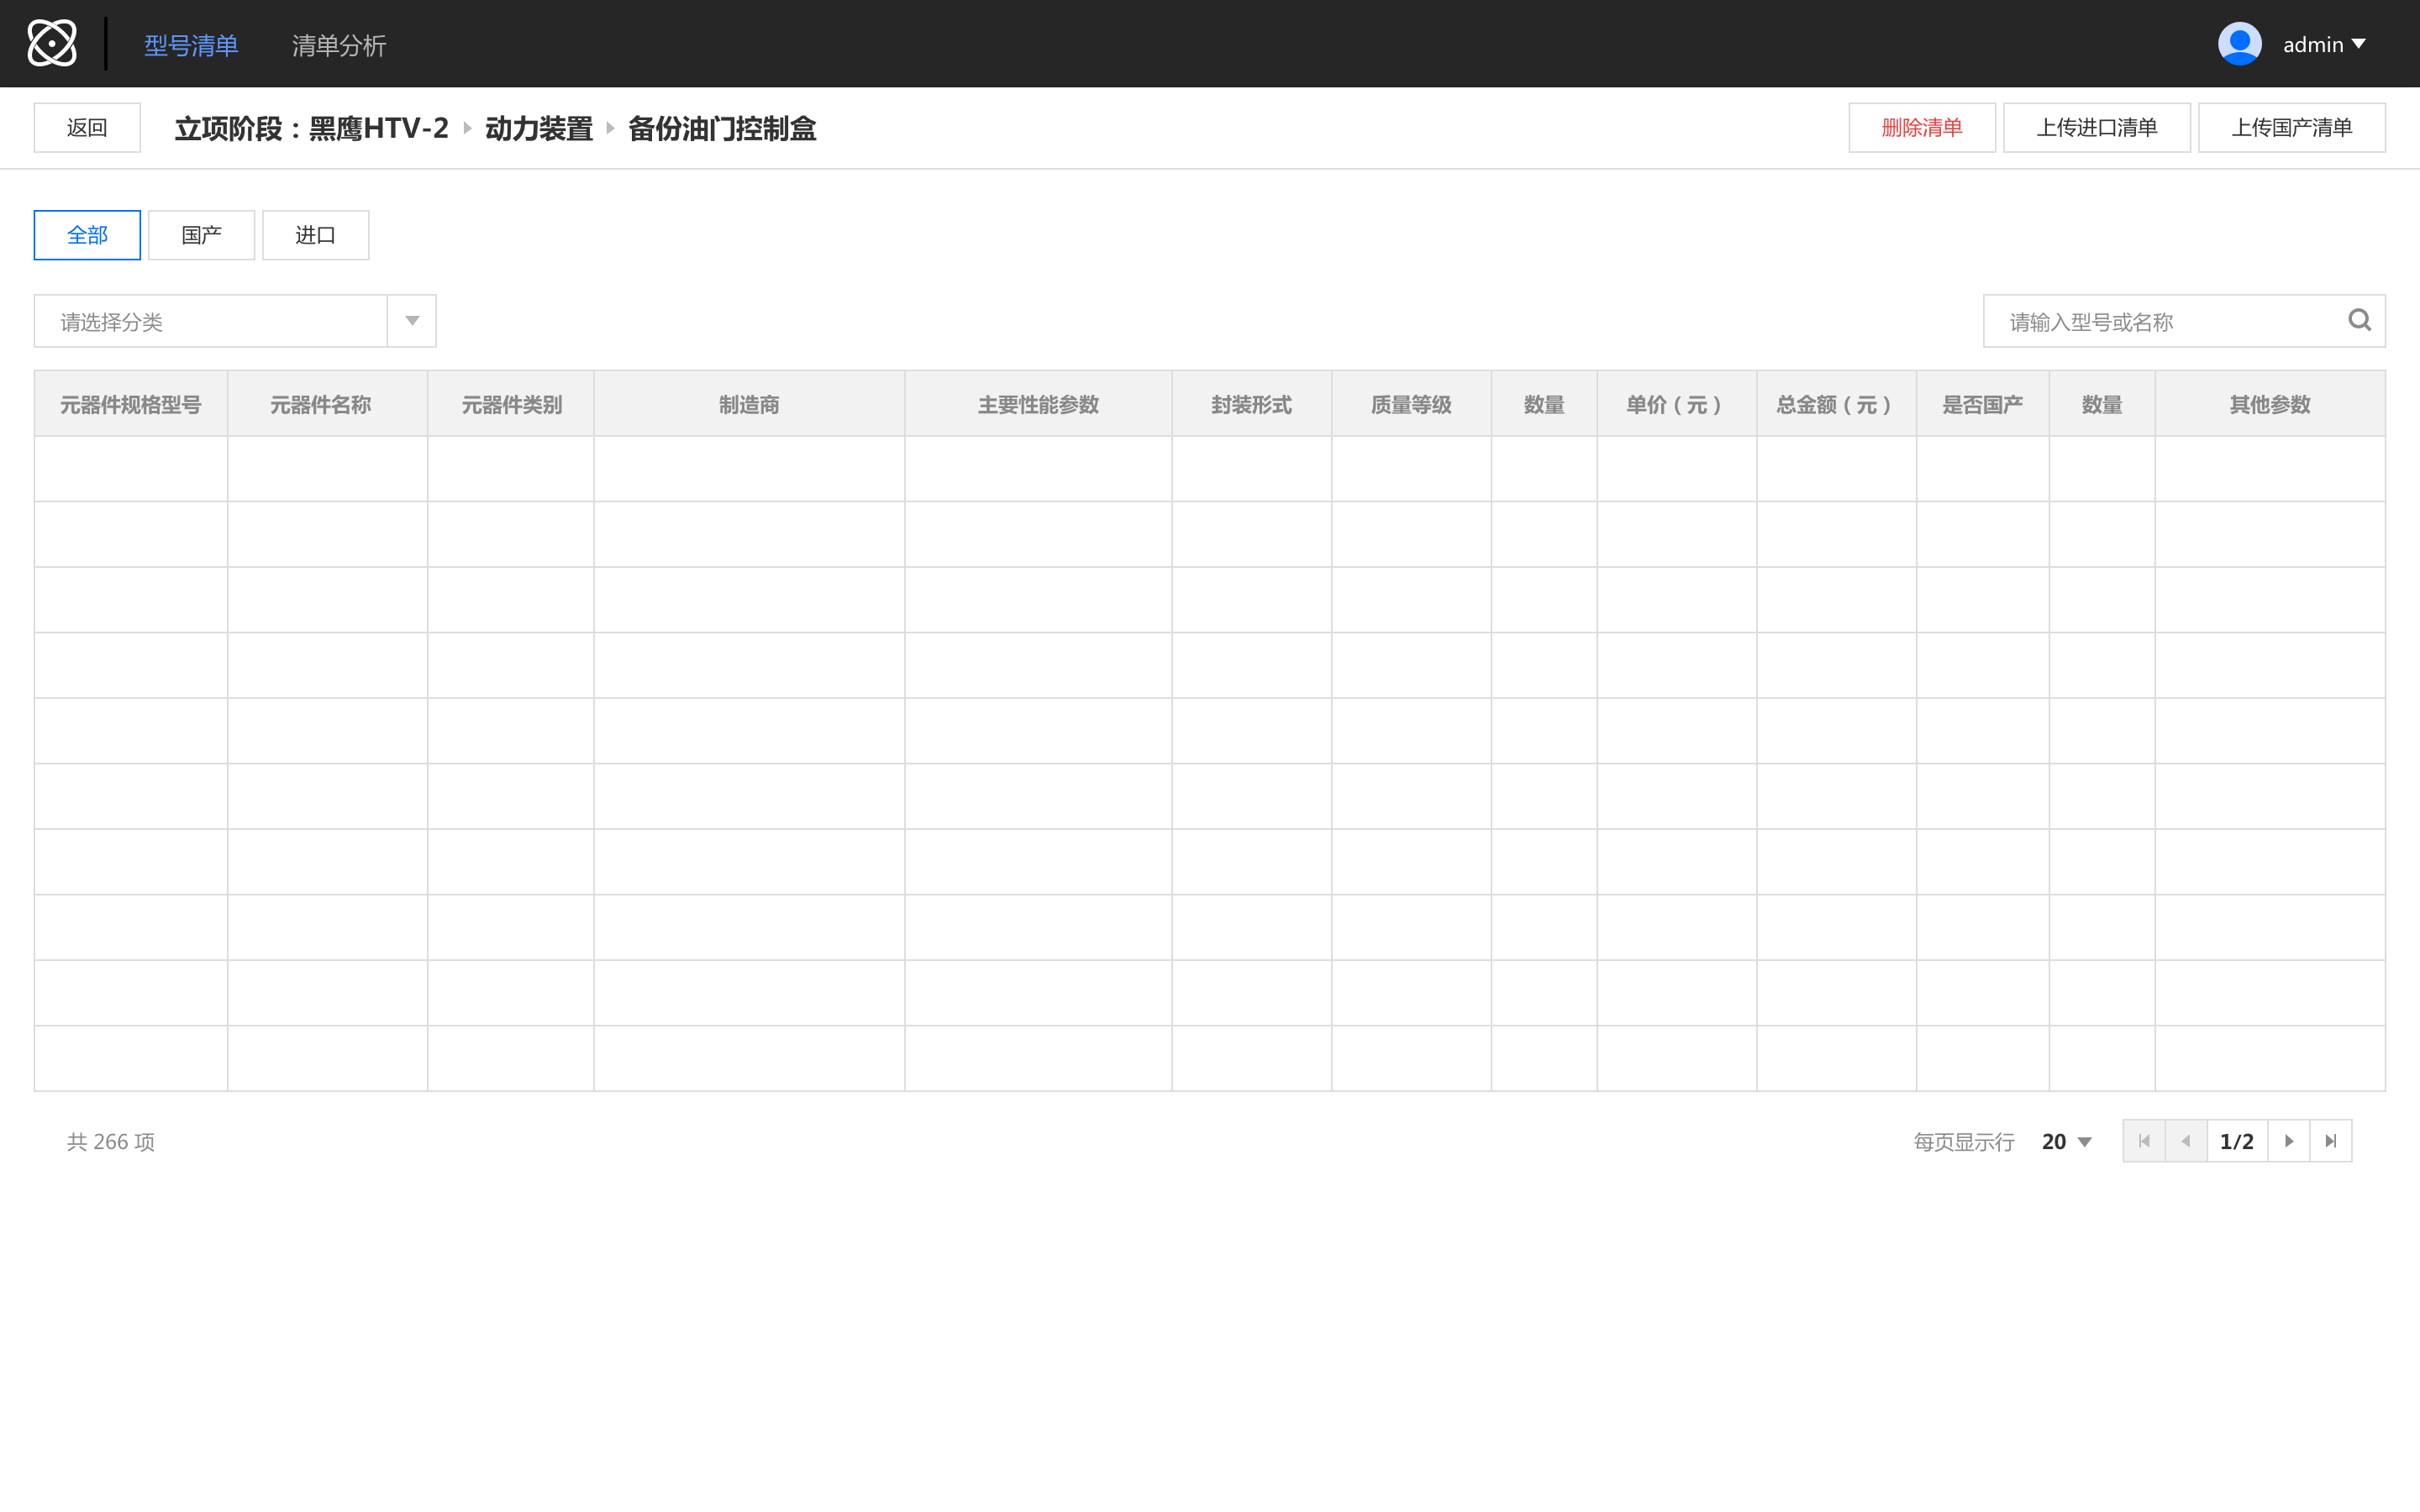 型号清单 清单分析 admin
返回 立项阶段：黑鹰HTV-2 动力装置 备份油门控制盒 删除清单 上传进口清单 上传国产清单
全部 国产 进口
请选择分类 请输入型号或名称
元器件规格型号 元器件名称 元器件类别 制造商 主要性能参数 封装形式 质量等级 数量 单价（元） 总金额（元） 是否国产 数量 其他参数
共 266 项 每页显示行 20 1/2